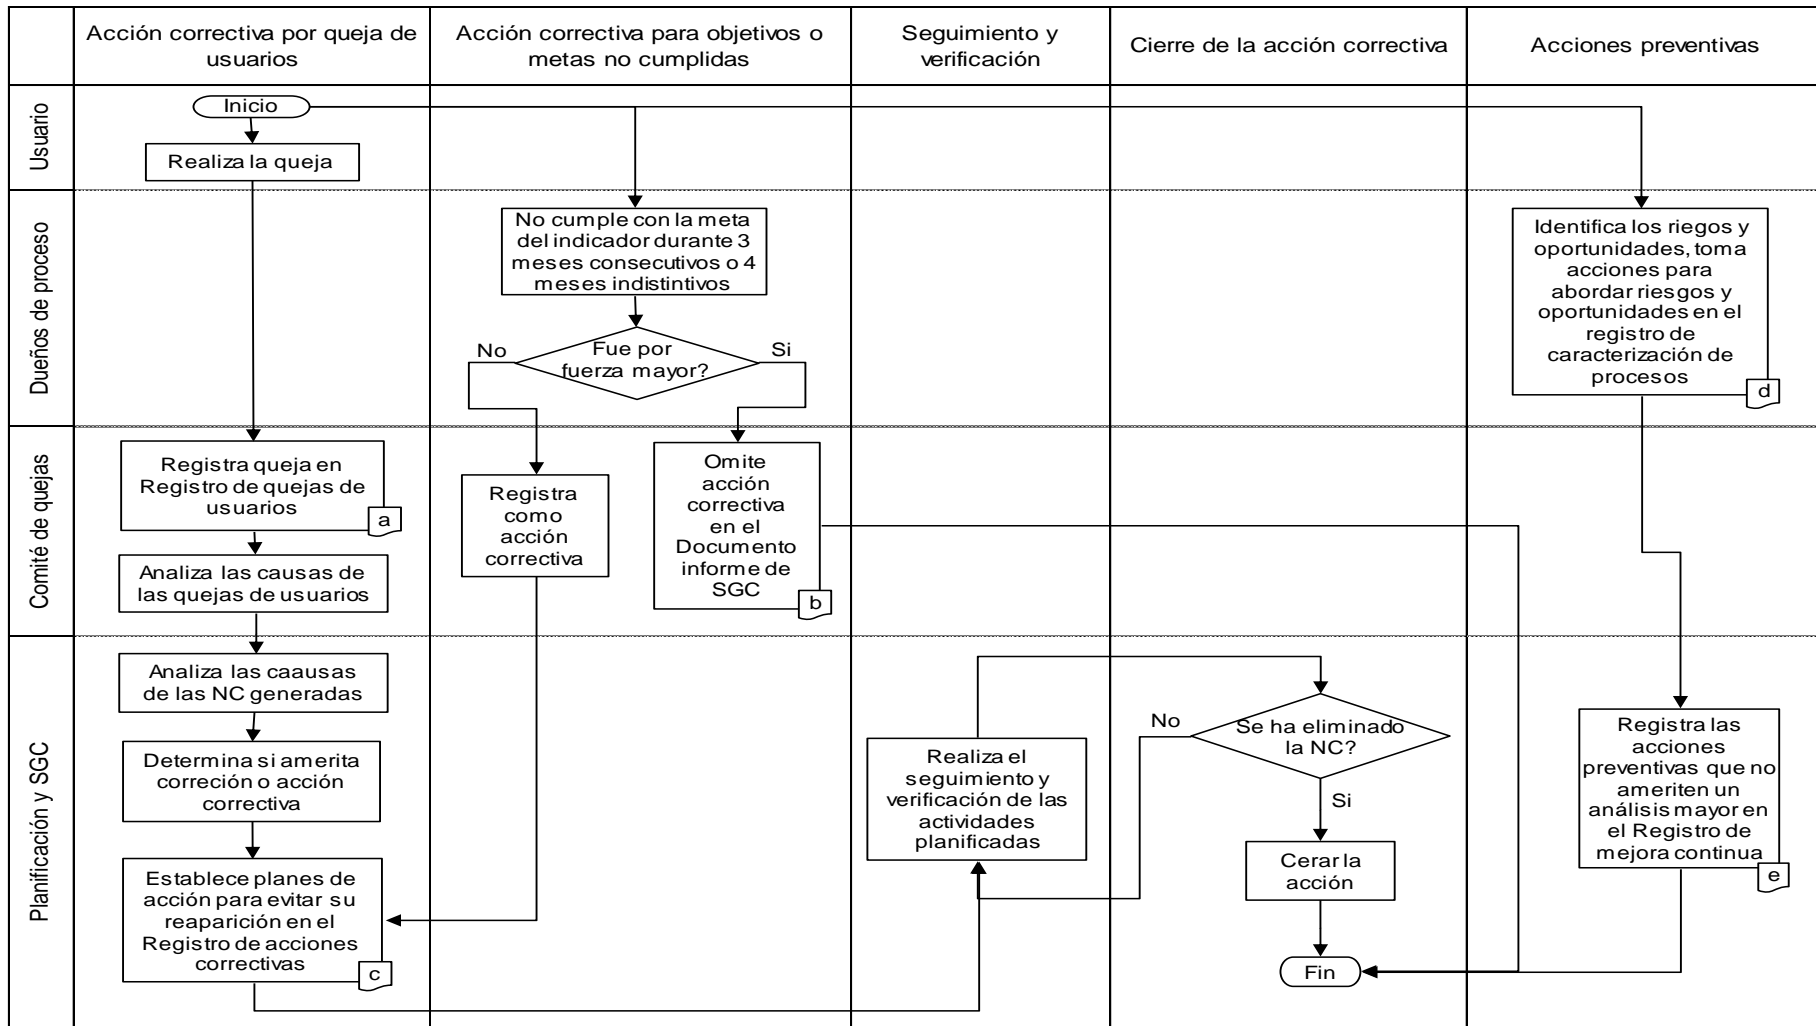 Acción correctiva por queja de
usuarios
Acción correctiva para objetivos o
metas no cumplidas
Seguimiento y
verificación
Cierre de la acción correctiva
Acciones preventivas
Usuario
Inicio
Realiza la queja
Dueños de proceso
No cumple con la meta
del indicador durante 3
meses consecutivos o 4
meses indistintivos
No
Fue por
fuerza mayor?
Si
Identifica los riegos y
oportunidades, toma
acciones para
abordar riesgos y
oportunidades en el
registro de
caracterización de
procesos
d
Comité de quejas
Registra queja en
Registro de quejas de
usuarios
a
Analiza las causas de
las quejas de usuarios
Registra
como
acción
correctiva
Omite
acción
correctiva
en el
Documento
informe de
SGC
b
Planificación y SGC
Analiza las caausas
de las NC generadas
Determina si amerita
correción o acción
correctiva
Establece planes de
acción para evitar su
reaparición en el
Registro de acciones
correctivas
c
Realiza el
seguimiento y
verificación de las
actividades
planificadas
No
Se ha eliminado
la NC?
Si
Cerar la
acción
Fin
Registra las
acciones
preventivas que no
ameriten un
análisis mayor en
el Registro de
mejora continua
e